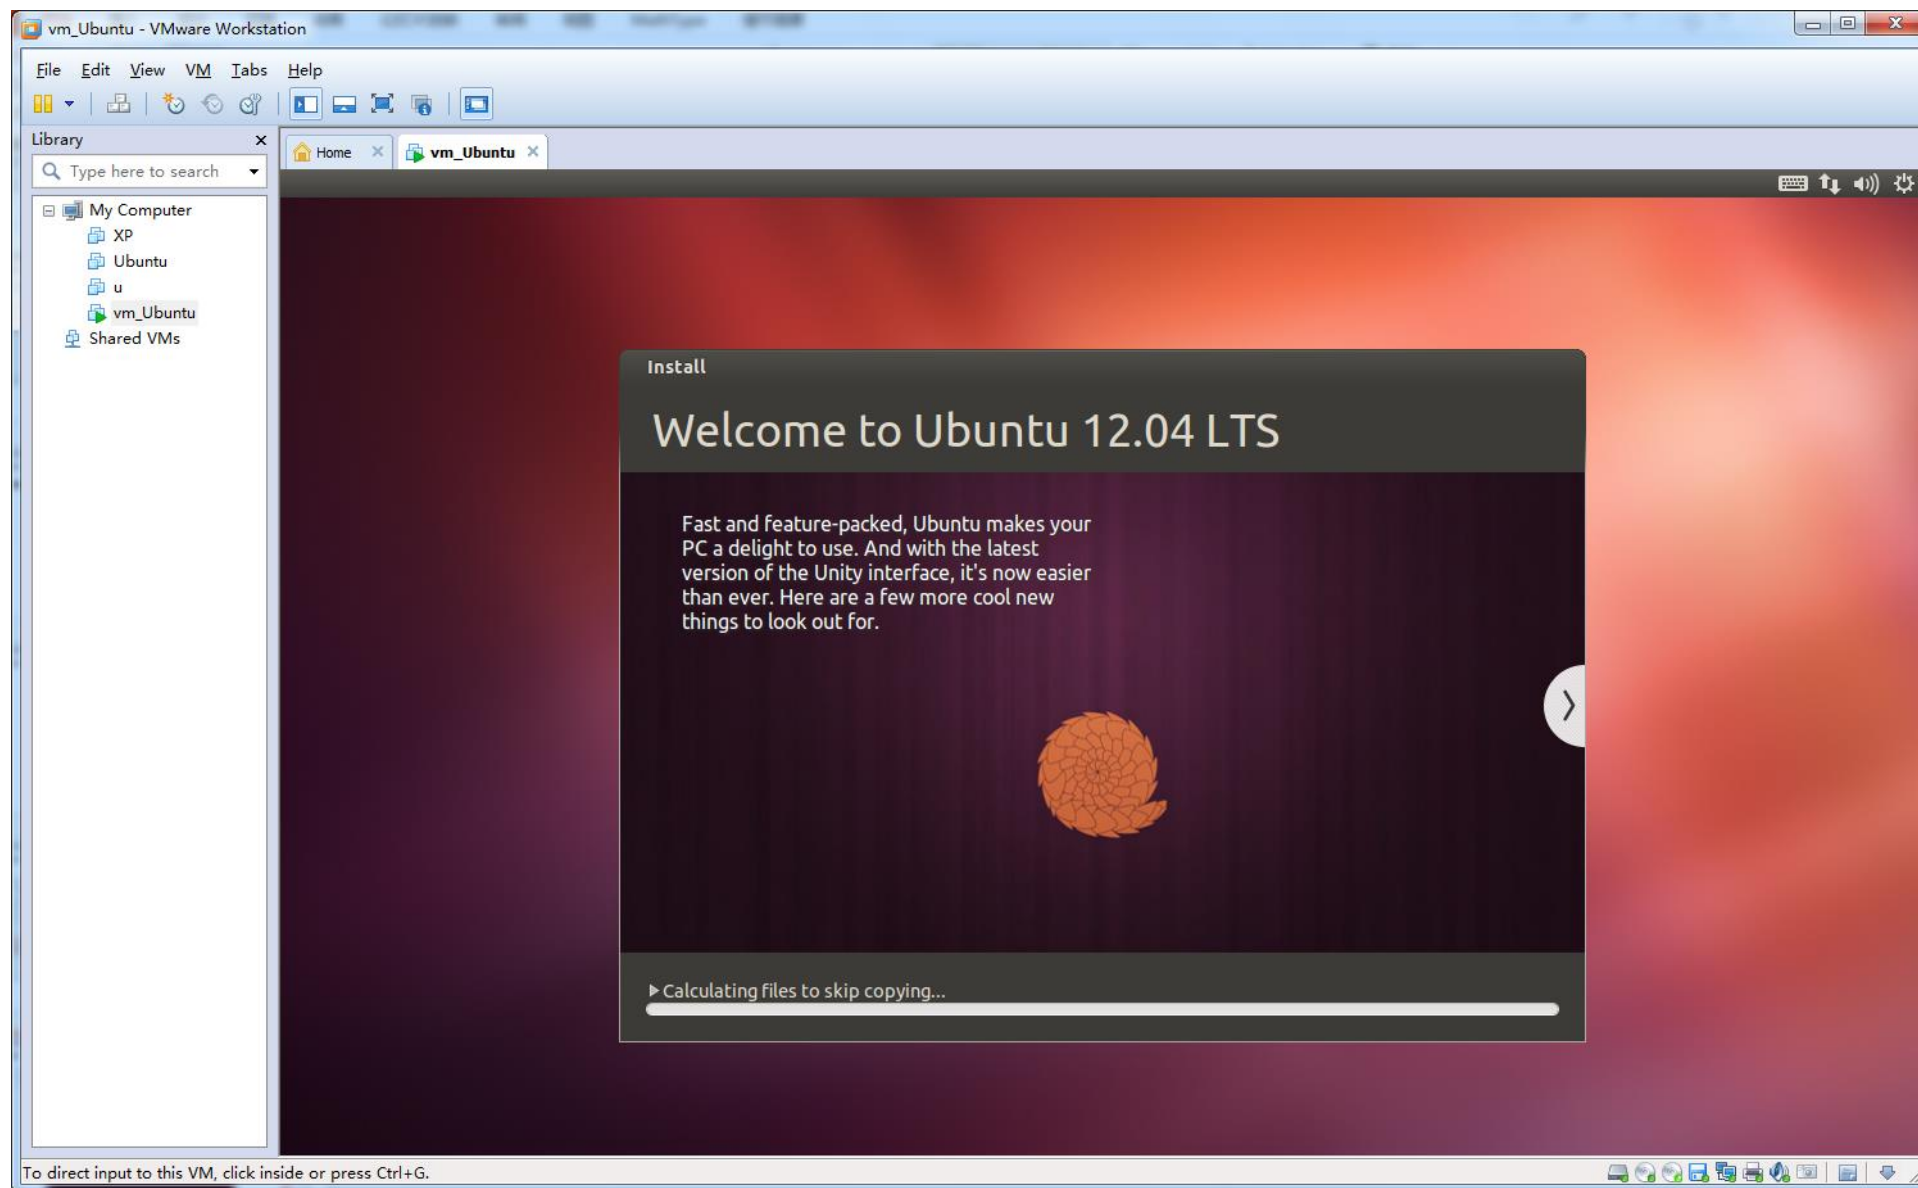 vm_Ubuntu - VMware Workstation
File Edit View VM Tabs Help
Library
Type here to search
Home
vm_Ubuntu
My Computer
XP
Ubuntu
u
vm_Ubuntu
Shared VMs
Install
Welcome to Ubuntu 12.04 LTS
Fast and feature-packed, Ubuntu makes your
PC a delight to use. And with the latest
version of the Unity interface, it's now easier
than ever. Here are a few more cool new
things to look out for.
Calculating files to skip copying...
To direct input to this VM, click inside or press Ctrl+G.